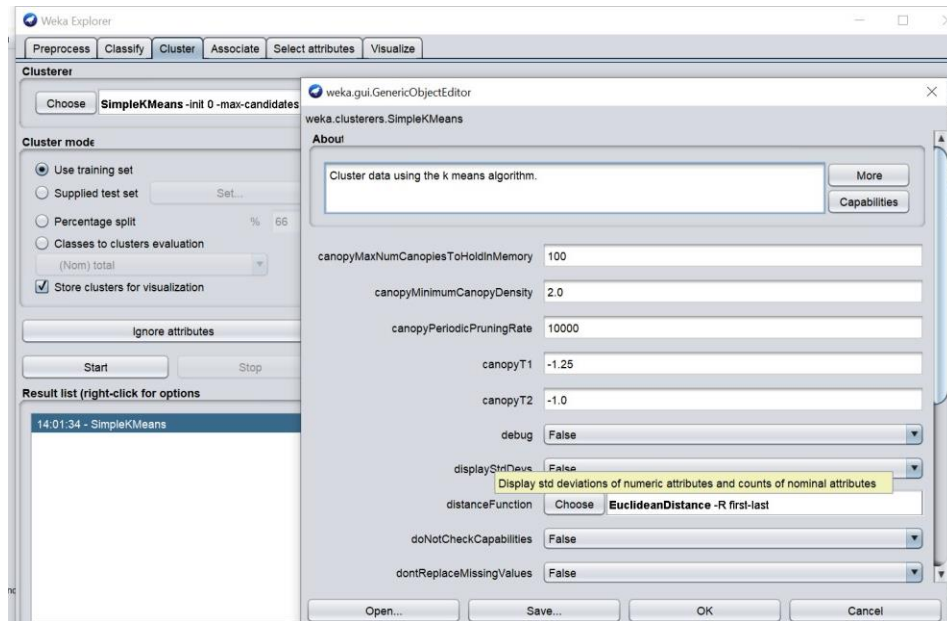 Weka Explorer
Preprocess Classify Cluster Associate Select attributes Visualize
Clusterer
Choose SimpleKMeans -init 0 -max-candidates
Cluster mode
Use training set
Supplied test set Set...
Percentage split % 66
Classes to clusters evaluation
(Nom) total
Store clusters for visualization
Ignore attributes
Start Stop
Result list (right-click for options
14:01:34 - SimpleKMeans
weka.gui.GenericObjectEditor
weka.clusterers.SimpleKMeans
About
Cluster data using the k means algorithm.
More
Capabilities
canopyMaxNumCanopiesToHoldInMemory 100
canopyMinimumCanopyDensity 2.0
canopyPeriodicPruningRate 10000
canopyT1 -1.25
canopyT2 -1.0
debug False
displayStdDevs False
Display std deviations of numeric attributes and counts of nominal attributes
distanceFunction Choose EuclideanDistance -R first-last
doNotCheckCapabilities False
dontReplaceMissingValues False
Open... Save... OK Cancel